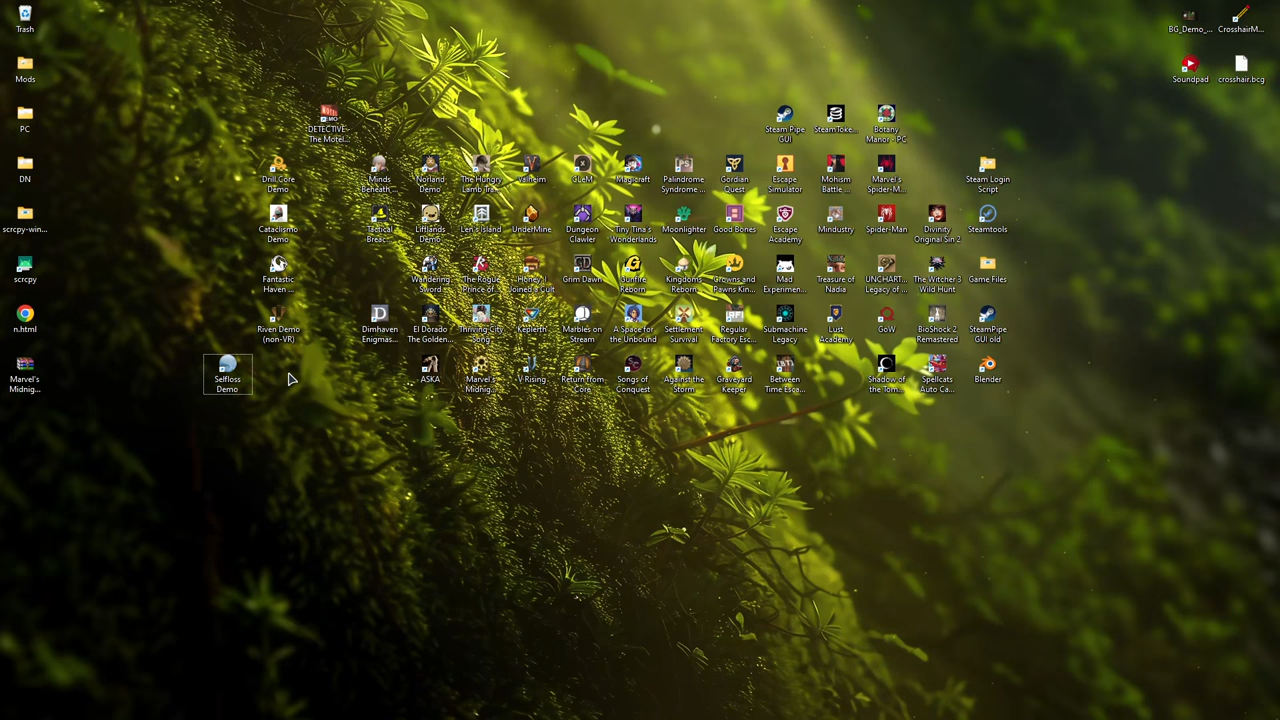 Trash
BG_Demo_...
CrosshairM...
Mods
Soundpad
crosshair.bcg
PC
DETECTIVE -
The Motel...
Steam Pipe
GUI
SteamToke...
Botany
Manor - PC
DN
Drill Core
Demo
Minds
Beneath...
Norland
Demo
The Hungry
Lamb Tra...
Valheim
GLeM
Magicraft
Palindrome
Syndrome ...
Gordian
Quest
Escape
Simulator
Mohism
Battle ...
Marvel's
Spider-M...
Steam Login
Script
scrcpy-win...
Cataclismo
Demo
Tactical
Breac...
Liftlands
Demo
Len's Island
UnderMine
Dungeon
Clawler
Tiny Tina's
Wonderlands
Moonlighter
Good Bones
Escape
Academy
Mindustry
Spider-Man
Divinity
Original Sin 2
Steamtools
scrcpy
Fantastic
Haven ...
Wandering
Sword...
The Rogue
Prince of...
Honey, I
Joined a Cult
Grim Dawn
Gunfire
Reborn
Kingdoms
Reborn
Crowns and
Pawns Kin...
Mad
Experimen...
Treasure of
Nadia
UNCHART...
Legacy of ...
The Witcher 3
Wild Hunt
Game Files
n.html
Riven Demo
(non-VR)
Dimhaven
Enigmas...
El Dorado
The Golden...
Thriving City
Song
Keplerth
Marbles on
Stream
A Space for
the Unbound
Settlement
Survival
Regular
Factory Esc...
Submachine
Legacy
Lust
Academy
GoW
BioShock 2
Remastered
SteamPipe
GUI old
Marvel's
Midnig...
Selfloss
Demo
ASKA
Marvel's
Midnig...
V Rising
Return from
Core
Songs of
Conquest
Against the
Storm
Graveyard
Keeper
Between
Time Esca...
Shadow of
the Tom...
Spellcats
Auto Ca...
Blender